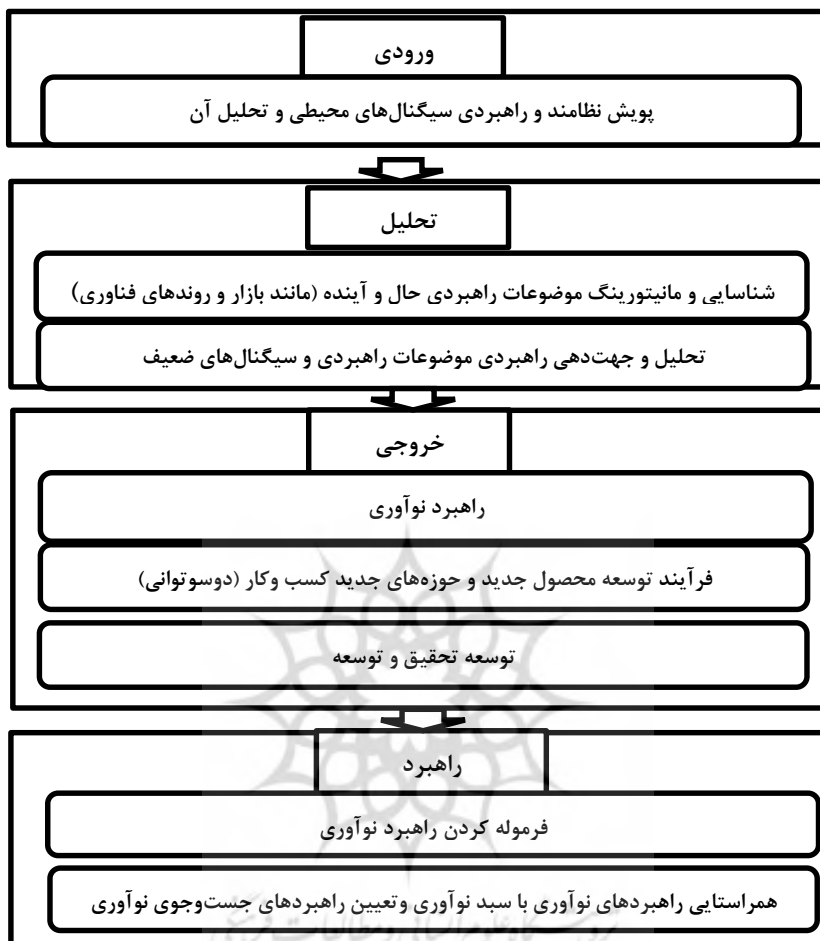 ورودی
پویش نظامند و راهبردی سیگنال‌های محیطی و تحلیل آن
تحلیل
شناسایی و مانیتورینگ موضوعات راهبردی حال و آینده (مانند بازار و روندهای فناوری)
تحلیل و جهت‌دهی راهبردی موضوعات راهبردی و سیگنال‌های ضعیف
خروجی
راهبرد نوآوری
فرآیند توسعه محصول جدید و حوزه‌های جدید کسب وکار (دوسوتوانی)
توسعه تحقیق و توسعه
راهبرد
فرموله کردن راهبرد نوآوری
همراستایی راهبردهای نوآوری با سبد نوآوری وتعیین راهبردهای جست‌وجوی نوآوری